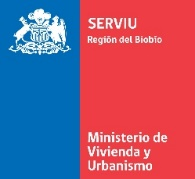 SERVIU
Región del Biobío
Ministerio de
Vivienda y
Urbanismo